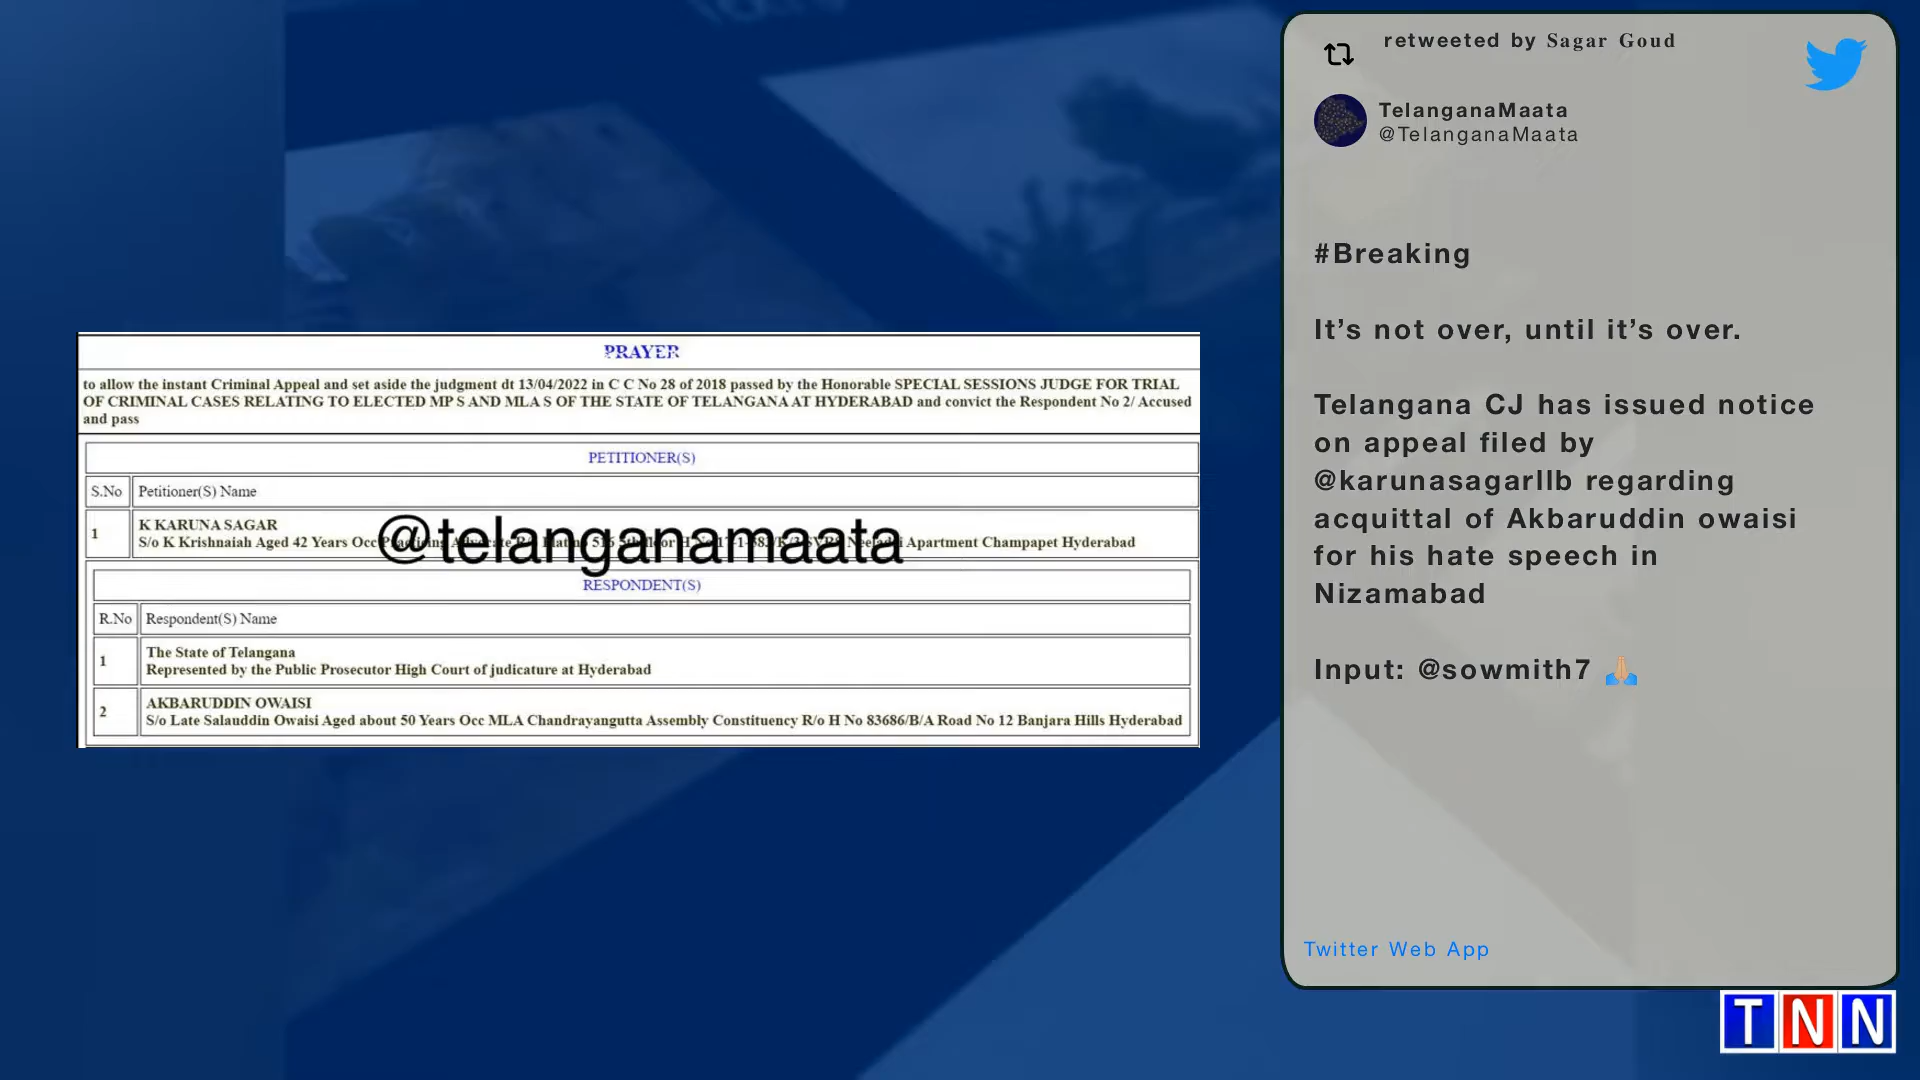 PRAYER
to allow the instant Criminal Appeal and set aside the judgment dt 13/04/2022 in C C No 28 of 2018 passed by the Honorable SPECIAL SESSIONS JUDGE FOR TRIAL
OF CRIMINAL CASES RELATING TO ELECTED MP S AND MLA S OF THE STATE OF TELANGANA AT HYDERABAD and convict the Respondent No 2/ Accused
and pass
PETITIONER(S)
S.No Petitioner(S) Name
1 K KARUNA SAGAR
S/o K Krishnaiah Aged 42 Years Occ Practicing Advocate Apartment Champapet Hyderabad
@telanganamaata
RESPONDENT(S)
R.No Respondent(S) Name
1 The State of Telangana
Represented by the Public Prosecutor High Court of judicature at Hyderabad
2 AKBARUDDIN OWAISI
S/o Late Salauddin Owaisi Aged about 50 Years Occ MLA Chandrayangutta Assembly Constituency R/o H No 83686/B/A Road No 12 Banjara Hills Hyderabad
retweeted by Sagar Goud
TelanganaMaata
@TelanganaMaata
#Breaking
It’s not over, until it’s over.
Telangana CJ has issued notice
on appeal filed by
@karunasagarllb regarding
acquittal of Akbaruddin owaisi
for his hate speech in
Nizamabad
Input: @sowmith7 🙏🏼
Twitter Web App
TNN